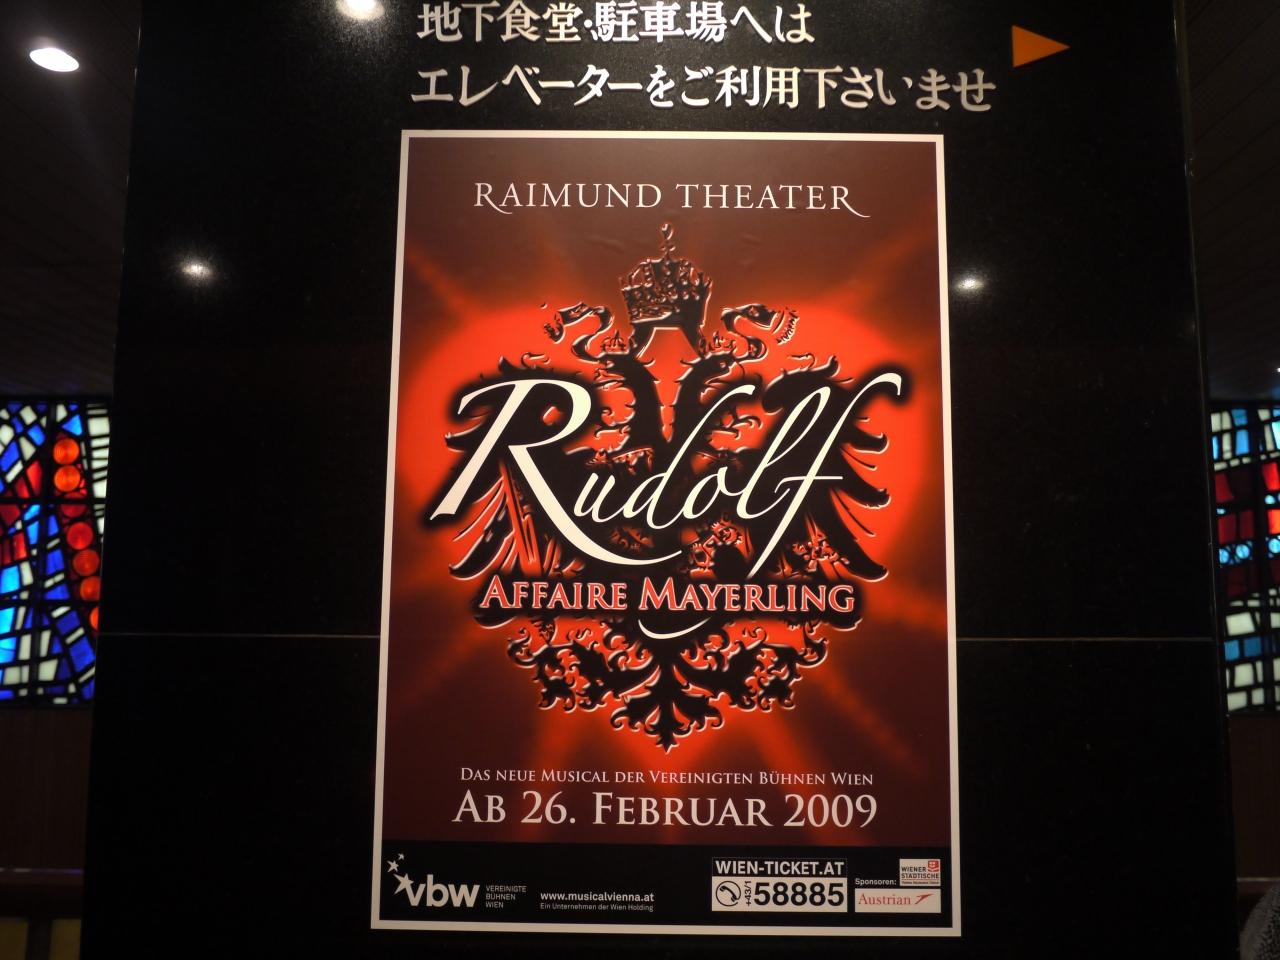 地下食堂・駐車場へは
エレベーターをご利用下さいませ
RAIMUND THEATER
Rudolf
AFFAIRE MAYERLING
DAS NEUE MUSICAL DER VEREINIGTEN BÜHNEN WIEN
AB 26. FEBRUAR 2009
vbw
VEREINIGTE
BÜHNEN
WIEN
www.musicalvienna.at
Ein Unternehmen der Wien Holding
WIEN-TICKET.AT
+43/1
58885
Sponsoren:
WIENER
STÄDTISCHE
Austrian